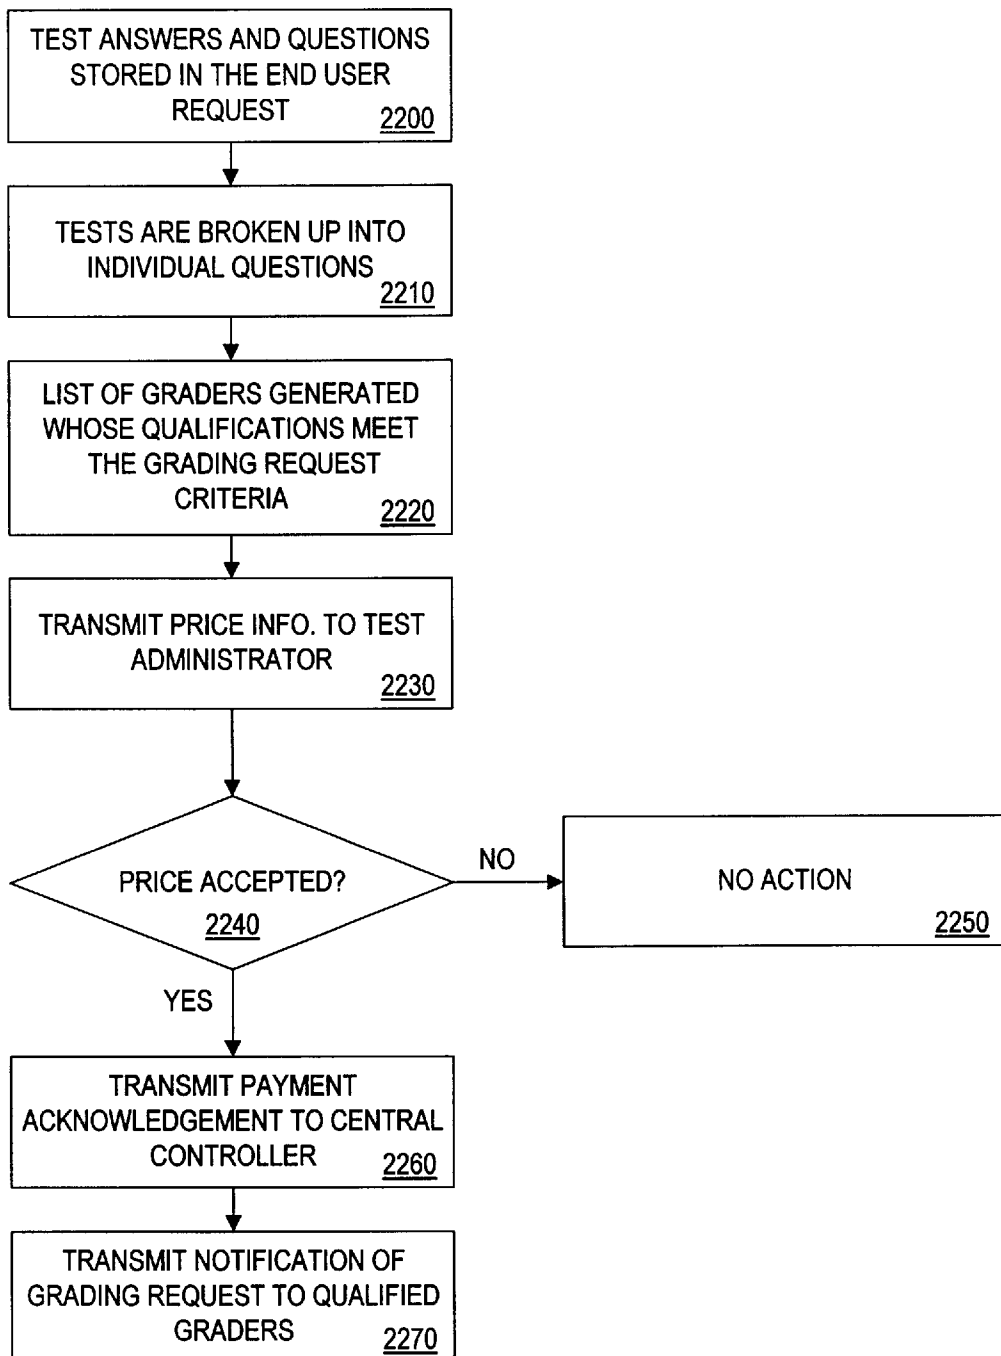 TEST ANSWERS AND QUESTIONS
STORED IN THE END USER
REQUEST
2200
TESTS ARE BROKEN UP INTO
INDIVIDUAL QUESTIONS
2210
LIST OF GRADERS GENERATED
WHOSE QUALIFICATIONS MEET
THE GRADING REQUEST
CRITERIA
2220
TRANSMIT PRICE INFO. TO TEST
ADMINISTRATOR
2230
PRICE ACCEPTED?
2240
NO
NO ACTION
2250
YES
TRANSMIT PAYMENT
ACKNOWLEDGEMENT TO CENTRAL
CONTROLLER
2260
TRANSMIT NOTIFICATION OF
GRADING REQUEST TO QUALIFIED
GRADERS
2270